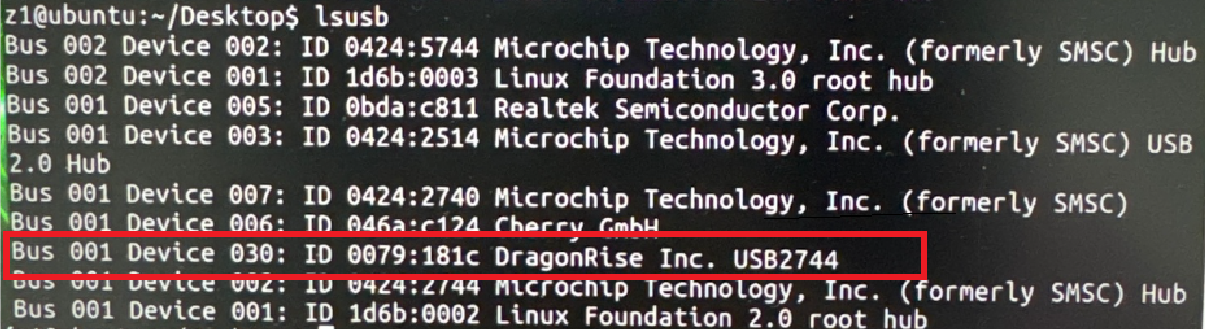 z1@ubuntu:~/Desktop$ lsusb
Bus 002 Device 002: ID 0424:5744 Microchip Technology, Inc. (formerly SMSC) Hub
Bus 002 Device 001: ID 1d6b:0003 Linux Foundation 3.0 root hub
Bus 001 Device 005: ID 0bda:c811 Realtek Semiconductor Corp.
Bus 001 Device 003: ID 0424:2514 Microchip Technology, Inc. (formerly SMSC) USB
2.0 Hub
Bus 001 Device 007: ID 0424:2740 Microchip Technology, Inc. (formerly SMSC)
Bus 001 Device 006: ID 046a:c124 Cherry GmbH
Bus 001 Device 030: ID 0079:181c DragonRise Inc. USB2744
Bus 001 Device 002: ID 0424:2744 Microchip Technology, Inc. (formerly SMSC) Hub
Bus 001 Device 001: ID 1d6b:0002 Linux Foundation 2.0 root hub